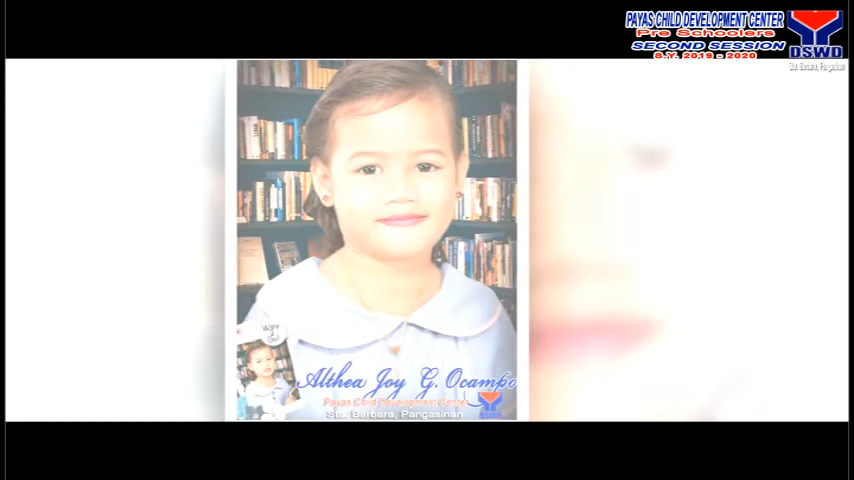 PAYAS CHILD DEVELOPMENT CENTER
Pre Schoolers
SECOND SESSION
S.Y. 2019 - 2020
DSWD
Sta. Barbara, Pangasinan
Althea Joy G. Ocampo
Payas Child Development Center
Sta. Barbara, Pangasinan